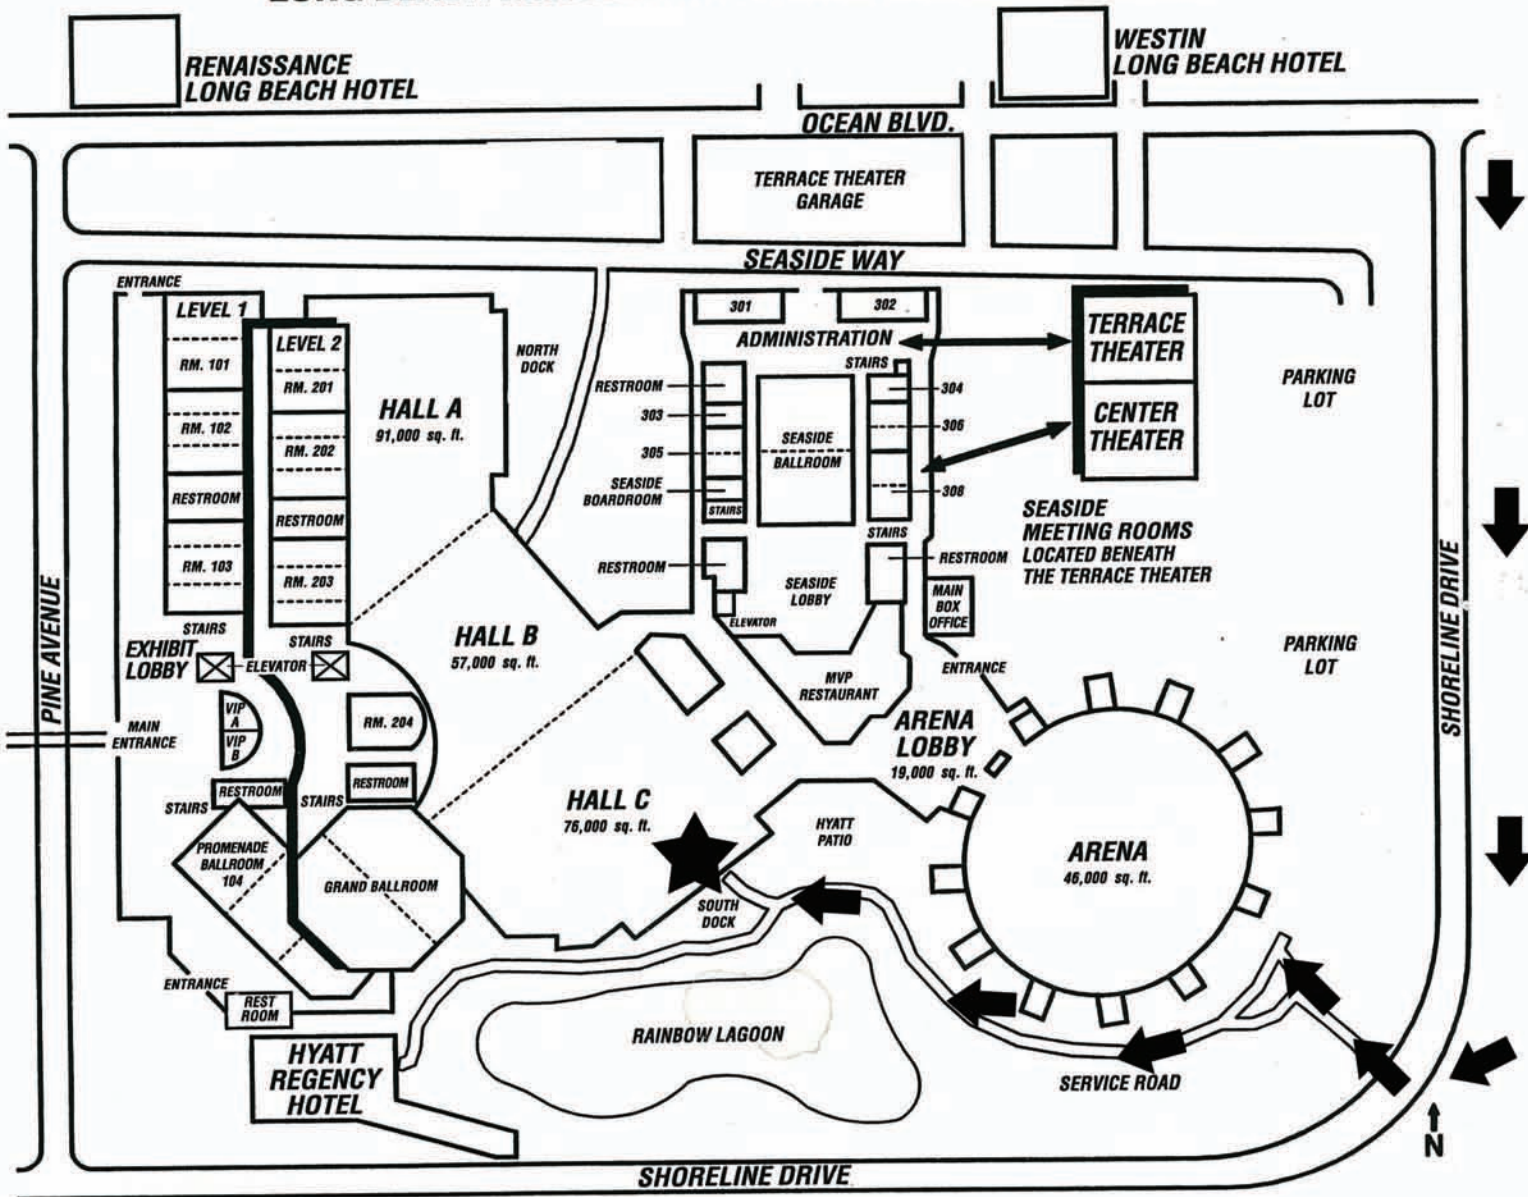 RENAISSANCE
LONG BEACH HOTEL
WESTIN
LONG BEACH HOTEL
OCEAN BLVD.
TERRACE THEATER
GARAGE
SEASIDE WAY
ENTRANCE
LEVEL 1
RM. 101
RM. 102
RESTROOM
RM. 103
STAIRS
LEVEL 2
RM. 201
RM. 202
RESTROOM
RM. 203
STAIRS
HALL A
91,000 sq. ft.
NORTH
DOCK
301
302
ADMINISTRATION
STAIRS
RESTROOM
303
305
SEASIDE
BOARDROOM
STAIRS
RESTROOM
ELEVATOR
SEASIDE
BALLROOM
304
306
308
STAIRS
RESTROOM
SEASIDE
LOBBY
MAIN
BOX
OFFICE
MVP
RESTAURANT
TERRACE
THEATER
CENTER
THEATER
SEASIDE
MEETING ROOMS
LOCATED BENEATH
THE TERRACE THEATER
PARKING
LOT
PARKING
LOT
PINE AVENUE
SHORELINE DRIVE
EXHIBIT
LOBBY
ELEVATOR
HALL B
57,000 sq. ft.
ENTRANCE
MAIN
ENTRANCE
VIP
A
VIP
B
RM. 204
RESTROOM
RESTROOM
STAIRS
STAIRS
ARENA
LOBBY
19,000 sq. ft.
HALL C
76,000 sq. ft.
HYATT
PATIO
ARENA
46,000 sq. ft.
PROMENADE
BALLROOM
104
GRAND BALLROOM
SOUTH
DOCK
ENTRANCE
REST
ROOM
HYATT
REGENCY
HOTEL
RAINBOW LAGOON
SERVICE ROAD
N
SHORELINE DRIVE